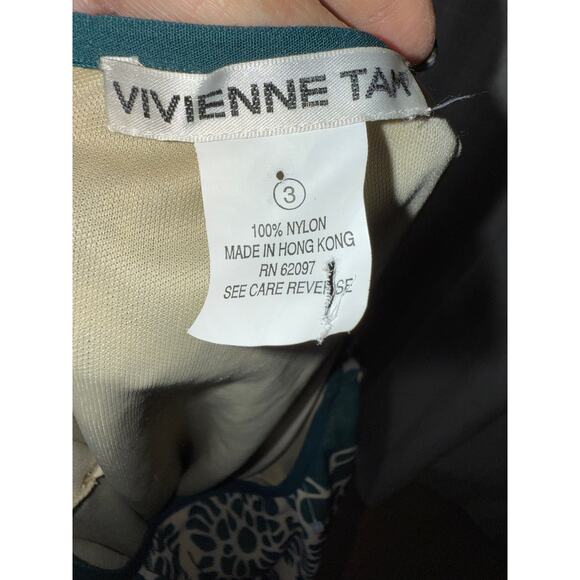 VIVIENNE TAM
3
100% NYLON
MADE IN HONG KONG
RN 62097
SEE CARE REVERSE